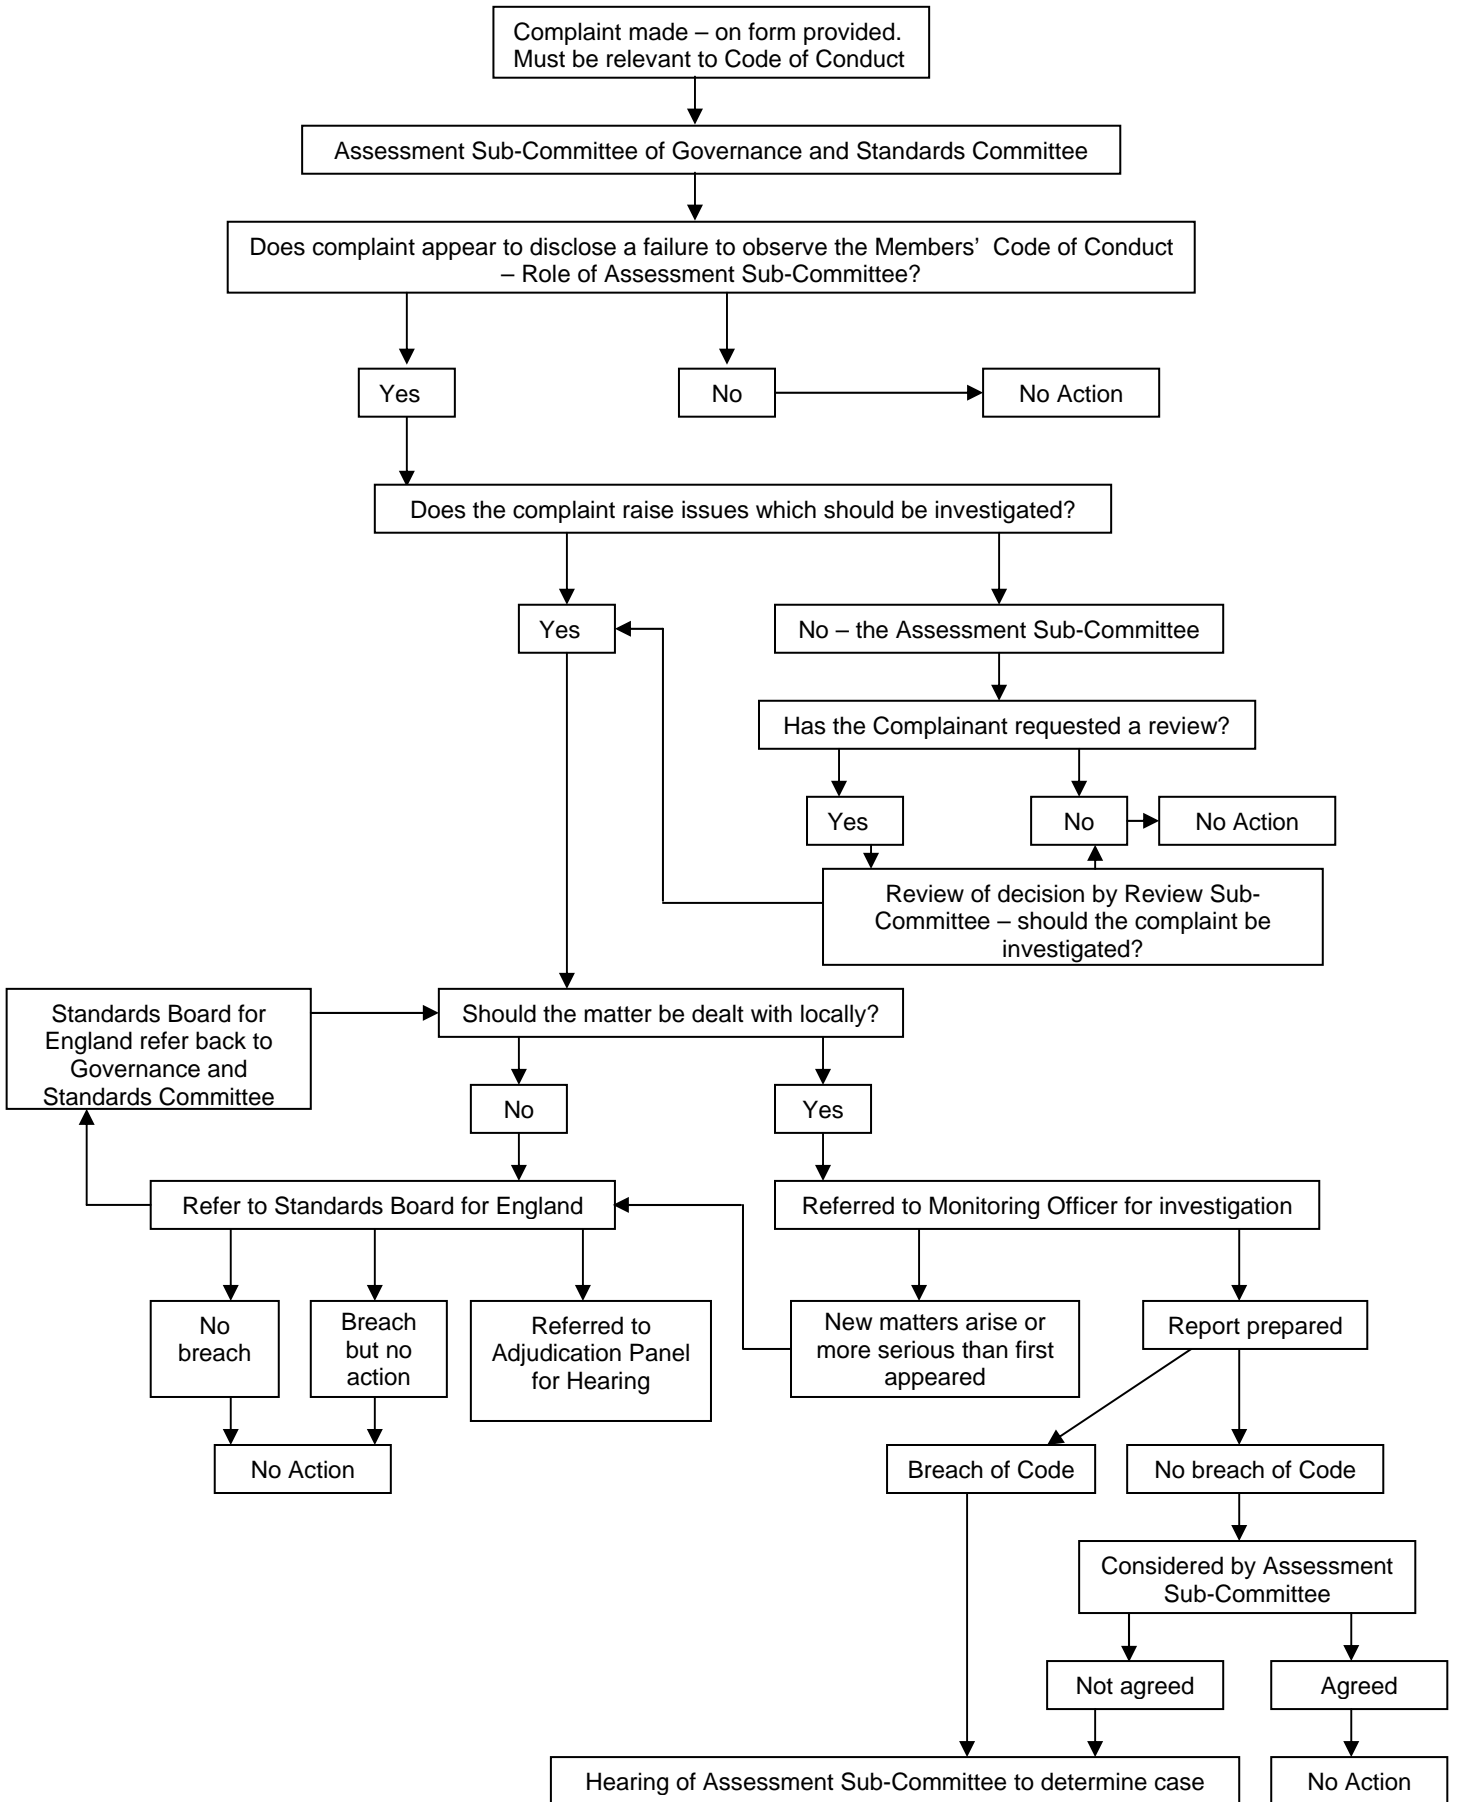 Complaint made – on form provided.
Must be relevant to Code of Conduct
Assessment Sub-Committee of Governance and Standards Committee
Does complaint appear to disclose a failure to observe the Members’ Code of Conduct
– Role of Assessment Sub-Committee?
Yes
No
No Action
Does the complaint raise issues which should be investigated?
Yes
No – the Assessment Sub-Committee
Has the Complainant requested a review?
Yes
No
No Action
Review of decision by Review Sub-
Committee – should the complaint be
investigated?
Standards Board for
England refer back to
Governance and
Standards Committee
Should the matter be dealt with locally?
No
Yes
Refer to Standards Board for England
Referred to Monitoring Officer for investigation
No
breach
Breach
but no
action
Referred to
Adjudication Panel
for Hearing
New matters arise or
more serious than first
appeared
Report prepared
No Action
Breach of Code
No breach of Code
Considered by Assessment
Sub-Committee
Not agreed
Agreed
Hearing of Assessment Sub-Committee to determine case
No Action